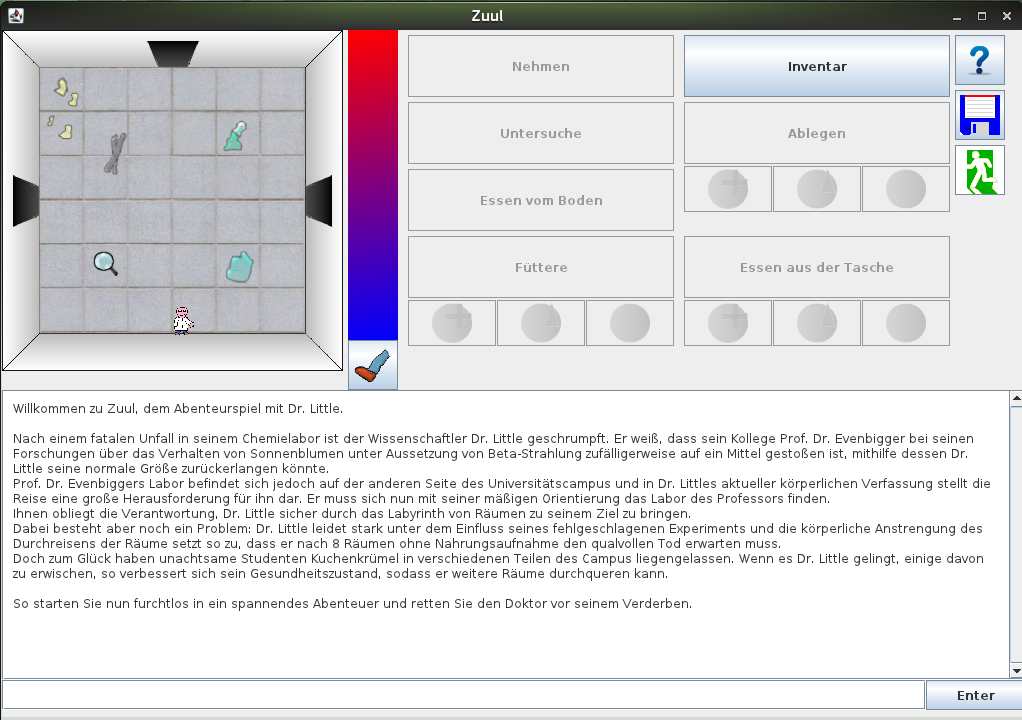 Zuul
Nehmen
Inventar
?
Untersuche
Ablegen
Essen vom Boden
Füttere
Essen aus der Tasche
Willkommen zu Zuul, dem Abenteurspiel mit Dr. Little.
Nach einem fatalen Unfall in seinem Chemielabor ist der Wissenschaftler Dr. Little geschrumpft. Er weiß, dass sein Kollege Prof. Dr. Evenbigger bei seinen
Forschungen über das Verhalten von Sonnenblumen unter Aussetzung von Beta-Strahlung zufälligerweise auf ein Mittel gestoßen ist, mithilfe dessen Dr.
Little seine normale Größe zurückerlangen könnte.
Prof. Dr. Evenbiggers Labor befindet sich jedoch auf der anderen Seite des Universitätscampus und in Dr. Littles aktueller körperlichen Verfassung stellt die
Reise eine große Herausforderung für ihn dar. Er muss sich nun mit seiner mäßigen Orientierung das Labor des Professors finden.
Ihnen obliegt die Verantwortung, Dr. Little sicher durch das Labyrinth von Räumen zu seinem Ziel zu bringen.
Dabei besteht aber noch ein Problem: Dr. Little leidet stark unter dem Einfluss seines fehlgeschlagenen Experiments und die körperliche Anstrengung des
Durchreisens der Räume setzt so zu, dass er nach 8 Räumen ohne Nahrungsaufnahme den qualvollen Tod erwarten muss.
Doch zum Glück haben unachtsame Studenten Kuchenkrümel in verschiedenen Teilen des Campus liegengelassen. Wenn es Dr. Little gelingt, einige davon
zu erwischen, so verbessert sich sein Gesundheitszustand, sodass er weitere Räume durchqueren kann.
So starten Sie nun furchtlos in ein spannendes Abenteuer und retten Sie den Doktor vor seinem Verderben.
Enter